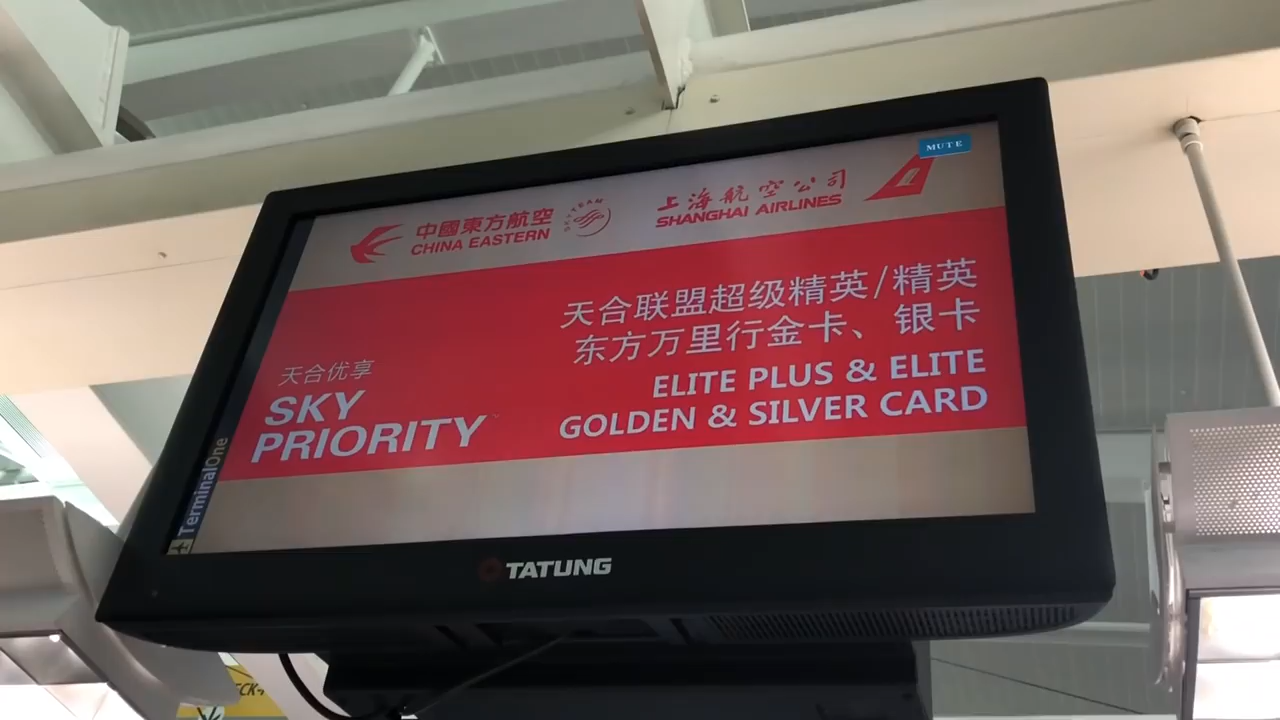 MUTE
中國東方航空
CHINA EASTERN
SKYTEAM
上海航空公司
SHANGHAI AIRLINES
天合联盟超级精英/精英
东方万里行金卡、银卡
ELITE PLUS & ELITE
GOLDEN & SILVER CARD
天合优享
SKY
PRIORITY
TerminalOne
TATUNG